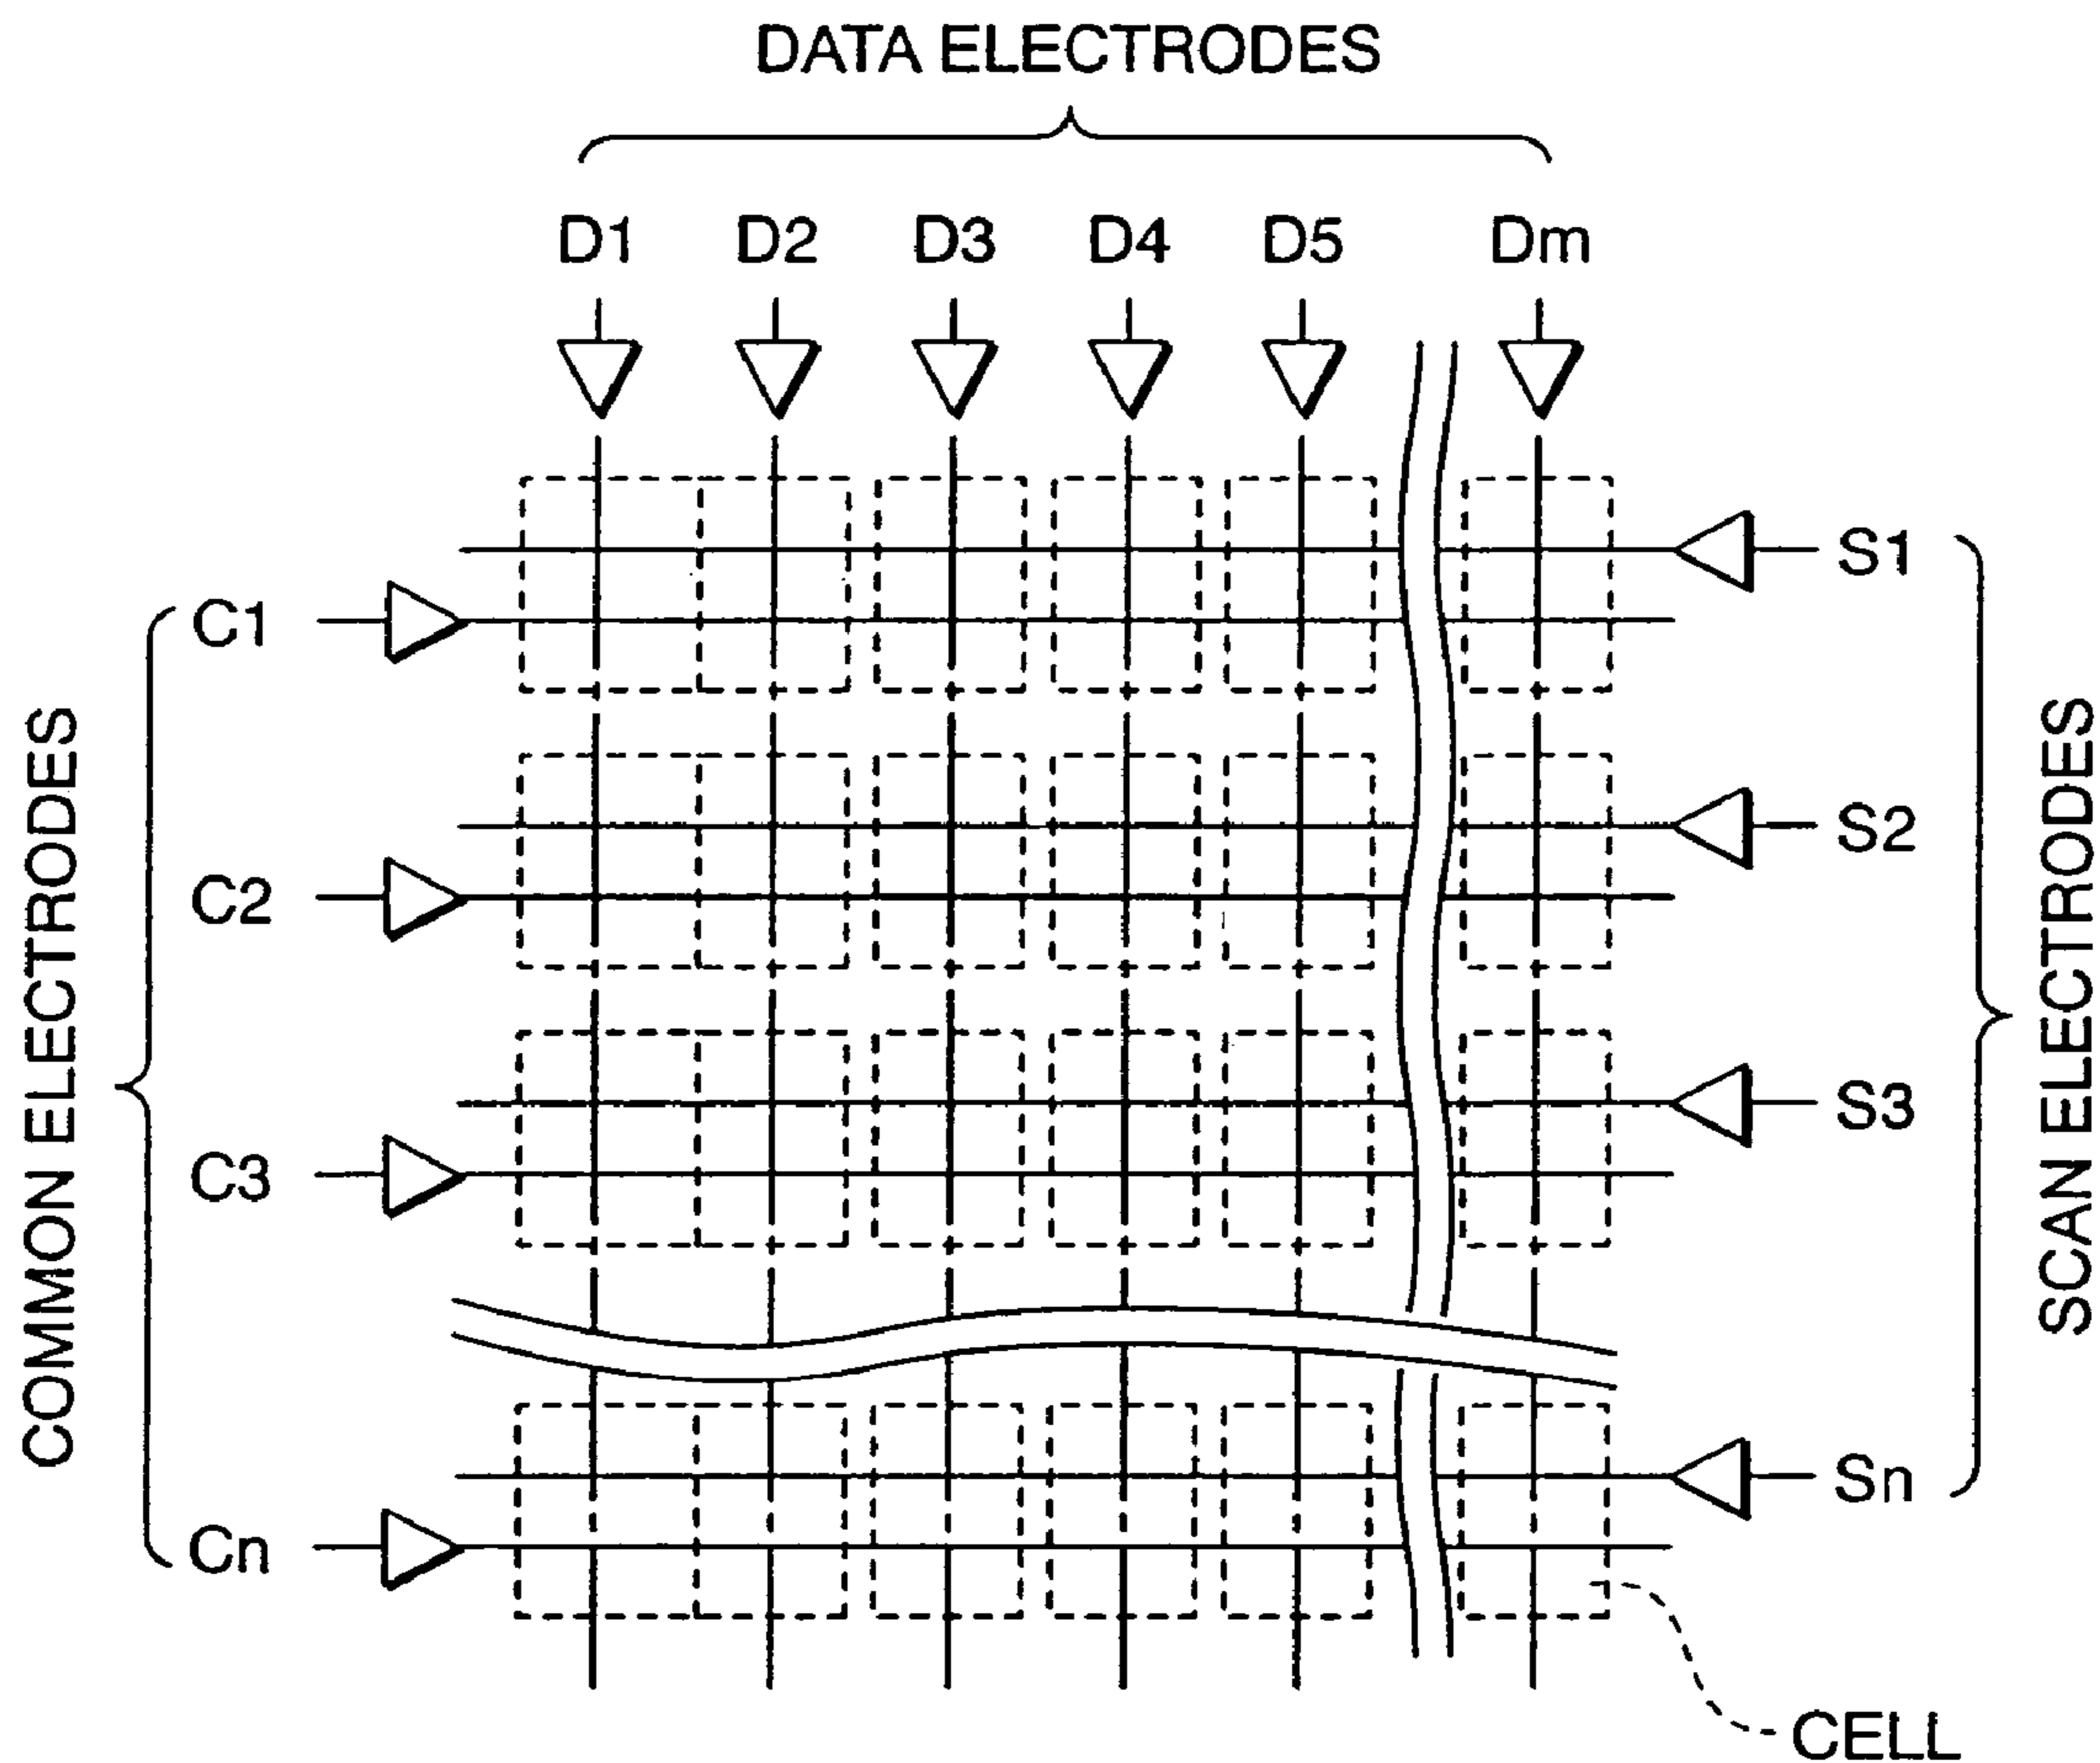 DATA ELECTRODES
D1 D2 D3 D4 D5 Dm
S1
C1
S2
C2
S3
C3
Sn
Cn
COMMON ELECTRODES
SCAN ELECTRODES
CELL